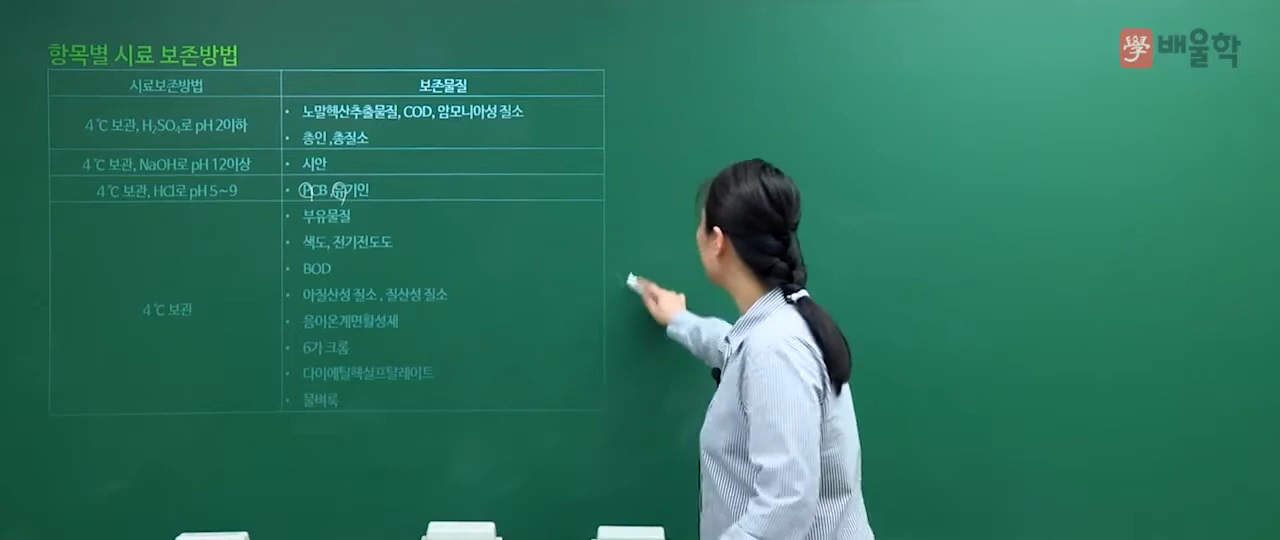 항목별 시료 보존방법
學 배울학
시료보존방법 보존물질
4℃ 보관, H₂SO₄로 pH 2이하
• 노말헥산추출물질, COD, 암모니아성 질소
• 총인 ,총질소
4℃ 보관, NaOH로 pH 12이상
• 시안
4℃ 보관, HCl로 pH 5~9
• PCB ,유기인
4℃ 보관
• 부유물질
• 색도, 전기전도도
• BOD
• 아질산성 질소 , 질산성 질소
• 음이온계면활성제
• 6가 크롬
• 다이에틸헥실프탈레이트
• 물벼룩